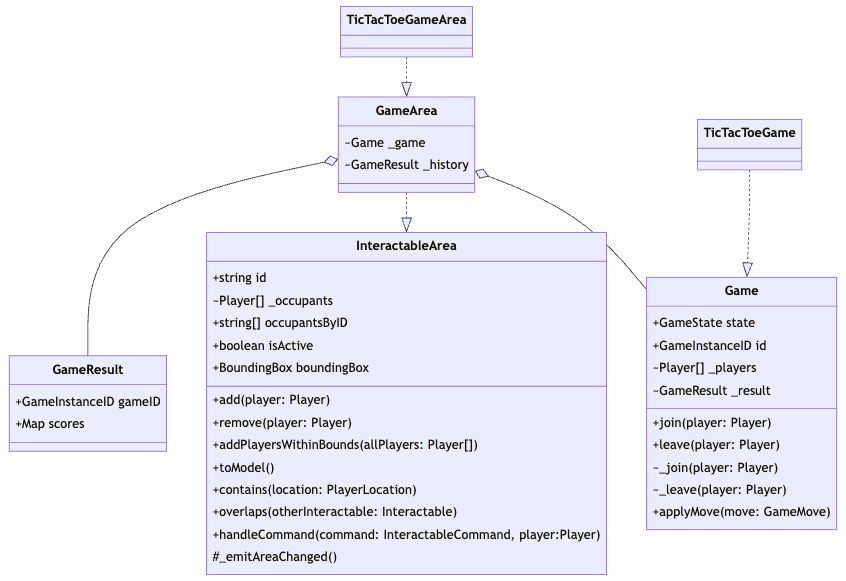 TicTacToeGameArea
GameArea
~Game _game
~GameResult _history
TicTacToeGame
InteractableArea
+string id
~Player[] _occupants
+string[] occupantsByID
+boolean isActive
+BoundingBox boundingBox
+add(player: Player)
+remove(player: Player)
+addPlayersWithinBounds(allPlayers: Player[])
+toModel()
+contains(location: PlayerLocation)
+overlaps(otherInteractable: Interactable)
+handleCommand(command: InteractableCommand, player:Player)
#_emitAreaChanged()
Game
+GameState state
+GameInstanceID id
~Player[] _players
~GameResult _result
+join(player: Player)
+leave(player: Player)
~_join(player: Player)
~_leave(player: Player)
+applyMove(move: GameMove)
GameResult
+GameInstanceID gameID
+Map scores